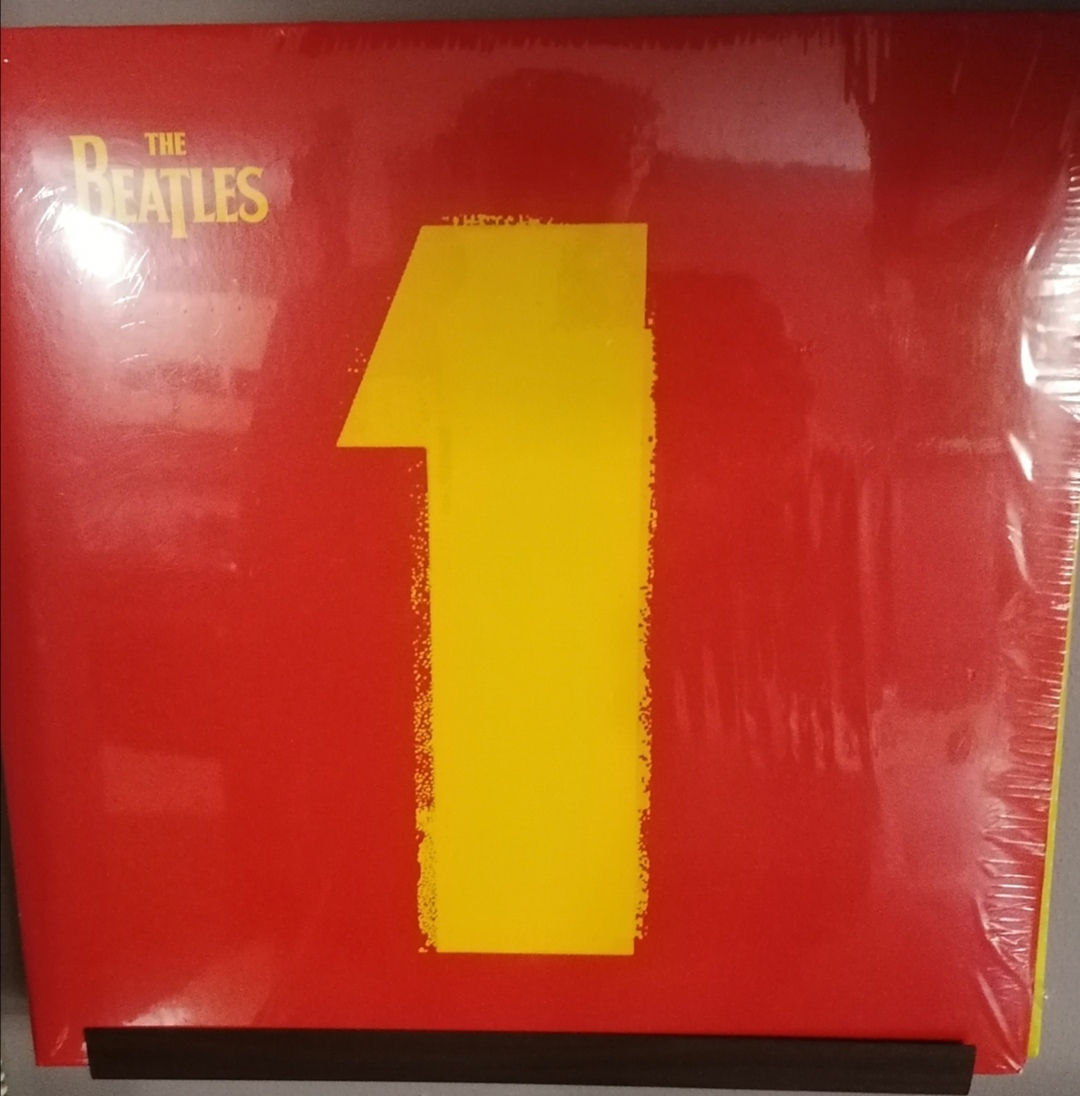 THE
BEATLES
1